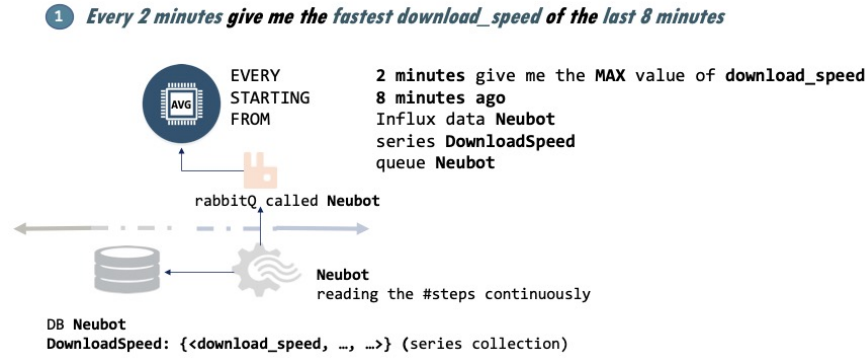 1 Every 2 minutes give me the fastest download_speed of the last 8 minutes
EVERY 2 minutes give me the MAX value of download_speed
AVG
STARTING 8 minutes ago
FROM Influx data Neubot
series DownloadSpeed
queue Neubot
rabbitQ called Neubot
Neubot
reading the #steps continuously
DB Neubot
DownloadSpeed: {<download_speed, …, …>} (series collection)